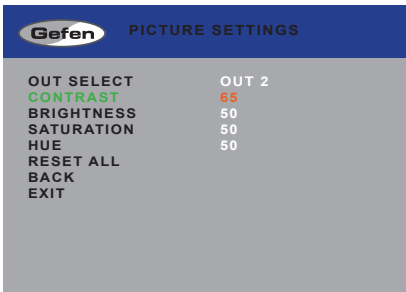 Gefen PICTURE SETTINGS
OUT SELECT OUT 2
CONTRAST 65
BRIGHTNESS 50
SATURATION 50
HUE 50
RESET ALL
BACK
EXIT